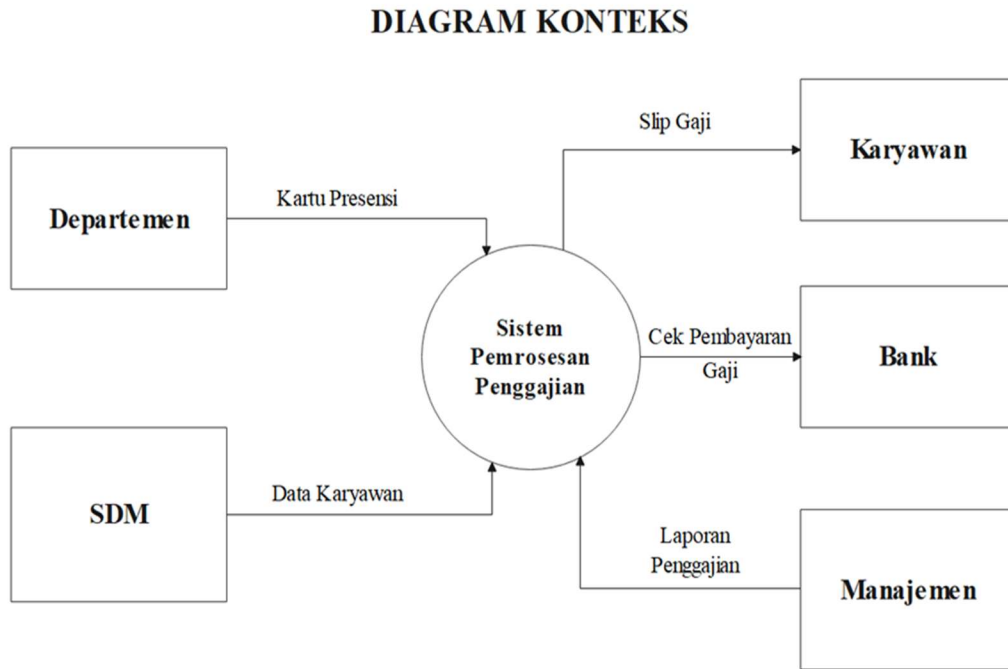 DIAGRAM KONTEKS
Slip Gaji
Karyawan
Departemen
Kartu Presensi
Sistem
Pemrosesan
Penggajian
Cek Pembayaran
Gaji
Bank
SDM
Data Karyawan
Laporan
Penggajian
Manajemen